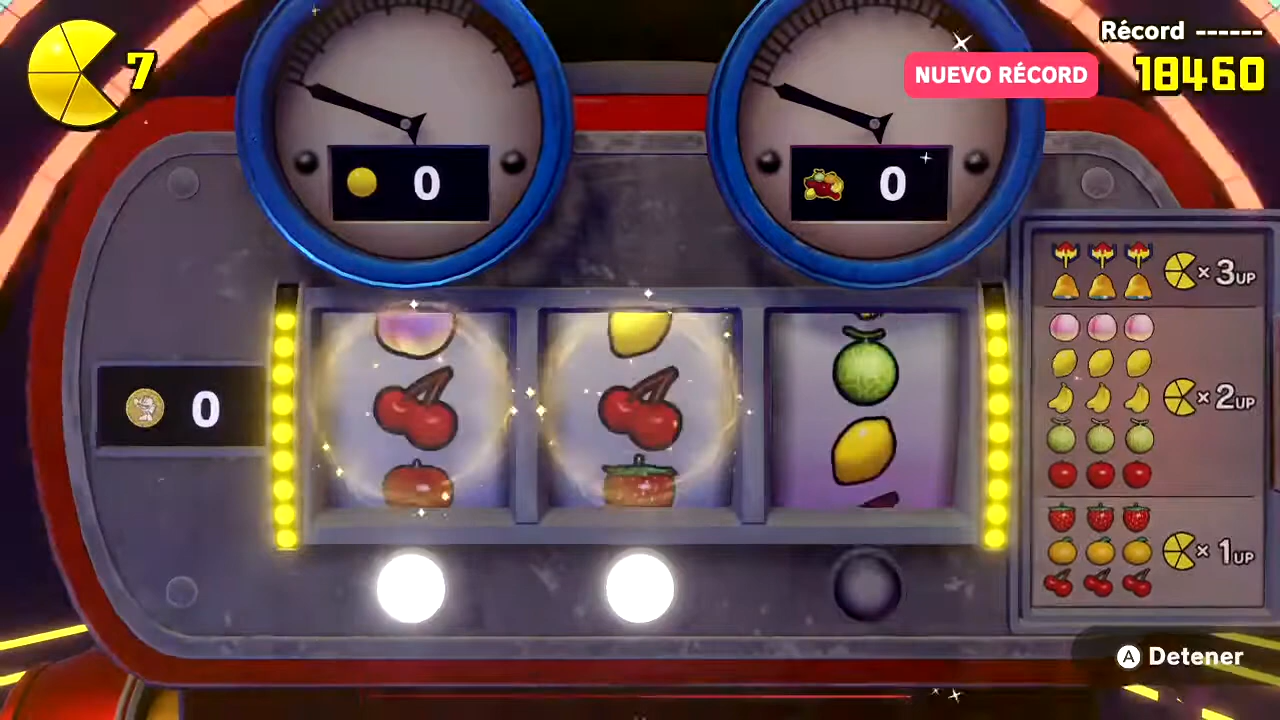 7
Récord ------
NUEVO RÉCORD
18460
0
0
0
× 3UP
× 2UP
× 1UP
A Detener